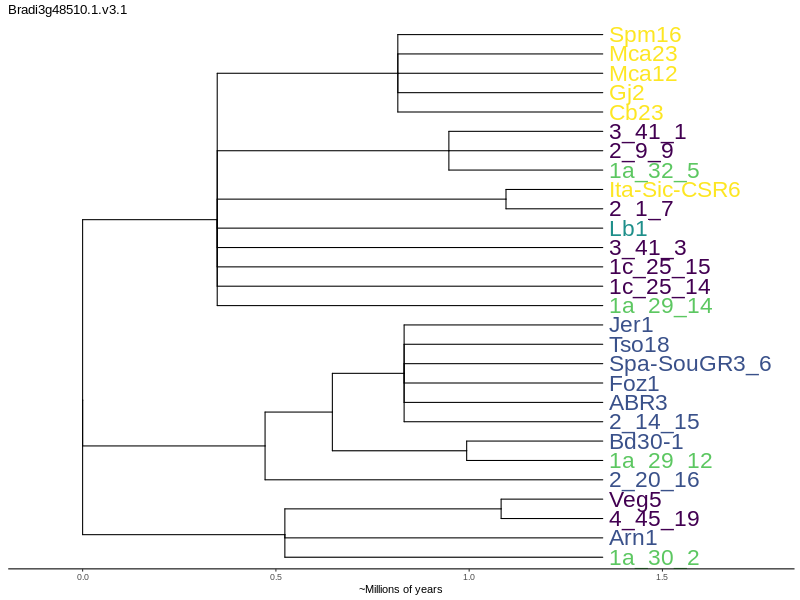 Bradi3g48510.1.v3.1
Spm16
Mca23
Mca12
Gj2
Cb23
3_41_1
2_9_9
1a_32_5
Ita-Sic-CSR6
2_1_7
Lb1
3_41_3
1c_25_15
1c_25_14
1a_29_14
Jer1
Tso18
Spa-SouGR3_6
Foz1
ABR3
2_14_15
Bd30-1
1a_29_12
2_20_16
Veg5
4_45_19
Arn1
1a_30_2
0.0 0.5 1.0 1.5
~Millions of years